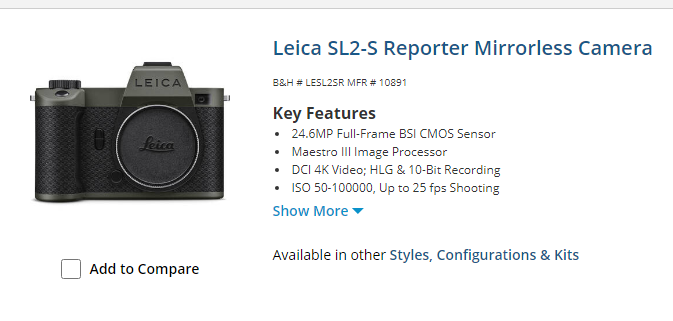 Leica SL2-S Reporter Mirrorless Camera
B&H # LESL2SR MFR # 10891
Key Features
24.6MP Full-Frame BSI CMOS Sensor
Maestro III Image Processor
DCI 4K Video; HLG & 10-Bit Recording
ISO 50-100000, Up to 25 fps Shooting
Show More
Available in other Styles, Configurations & Kits
LEICA
Leica
Add to Compare